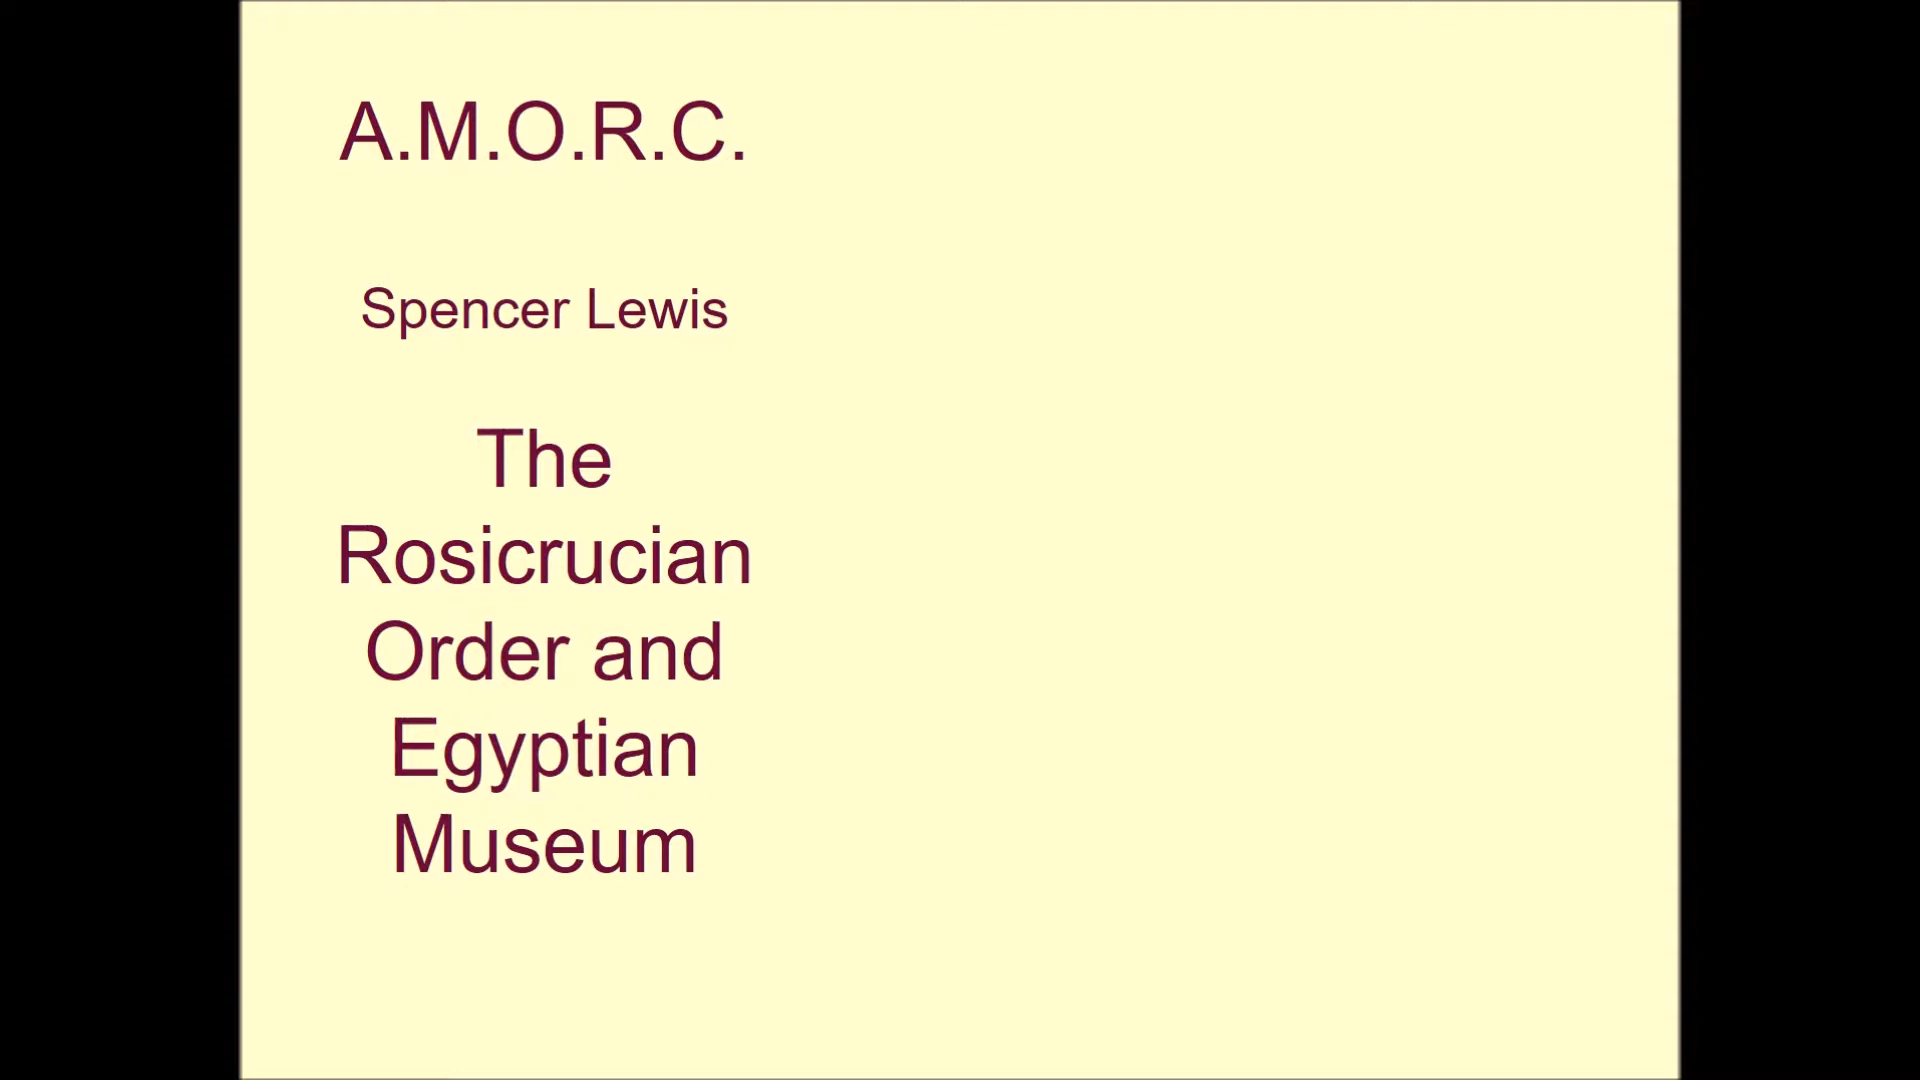 A.M.O.R.C.
Spencer Lewis
The
Rosicrucian
Order and
Egyptian
Museum